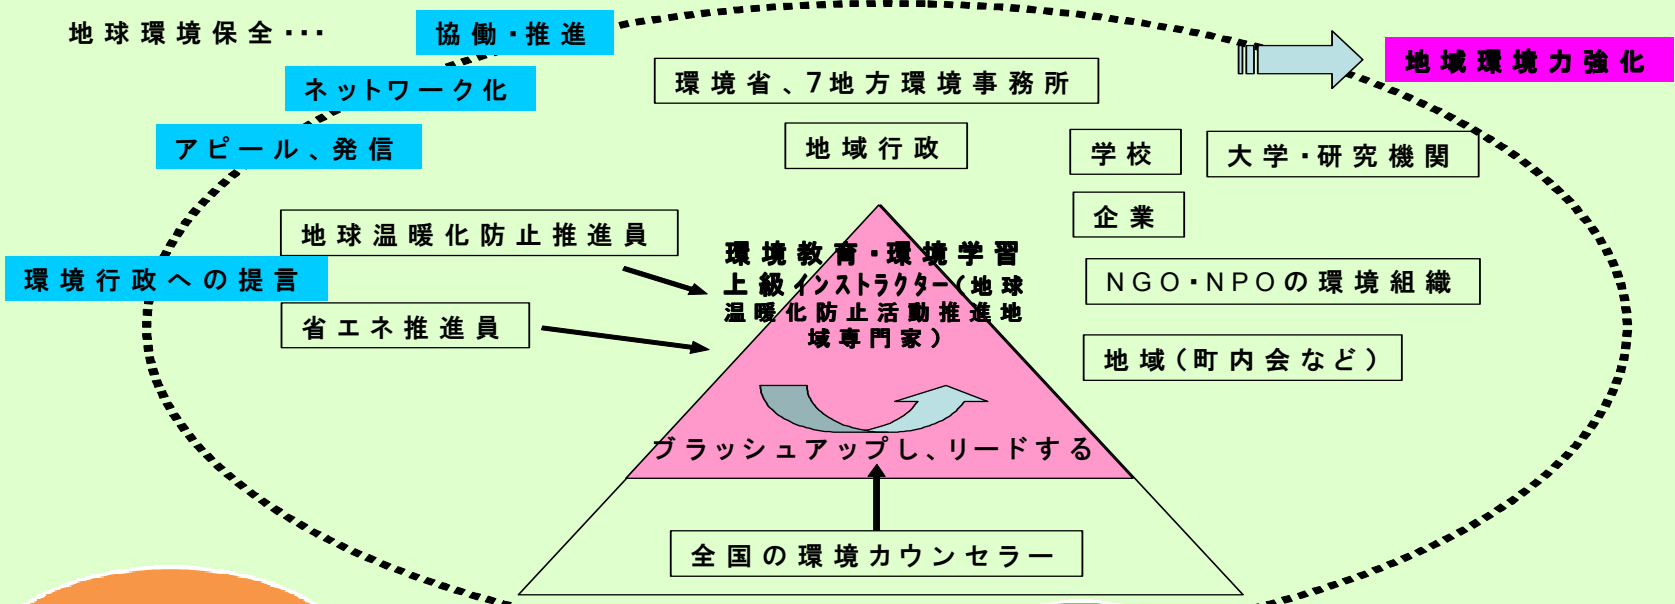 地球環境保全･･･
協働･推進
ネットワーク化
アピール、発信
環境行政への提言
地域環境力強化
環境省、7地方環境事務所
地域行政
学校
大学･研究機関
企業
NGO･NPOの環境組織
地域(町内会など)
地球温暖化防止推進員
省エネ推進員
環境教育･環境学習
上級インストラクター(地球
温暖化防止活動推進地
域専門家)
ブラッシュアップし、リードする
全国の環境カウンセラー